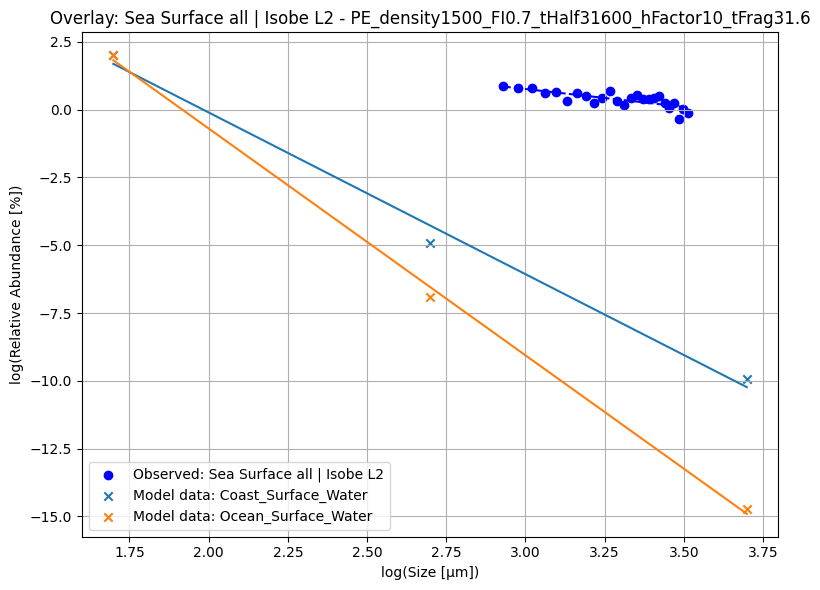 Overlay: Sea Surface all | Isobe L2 - PE_density1500_FI0.7_tHalf31600_hFactor10_tFrag31.6
log(Relative Abundance [%])
2.5
0.0
−2.5
−5.0
−7.5
−10.0
−12.5
−15.0
Observed: Sea Surface all | Isobe L2
Model data: Coast_Surface_Water
Model data: Ocean_Surface_Water
1.75 2.00 2.25 2.50 2.75 3.00 3.25 3.50 3.75
log(Size [μm])